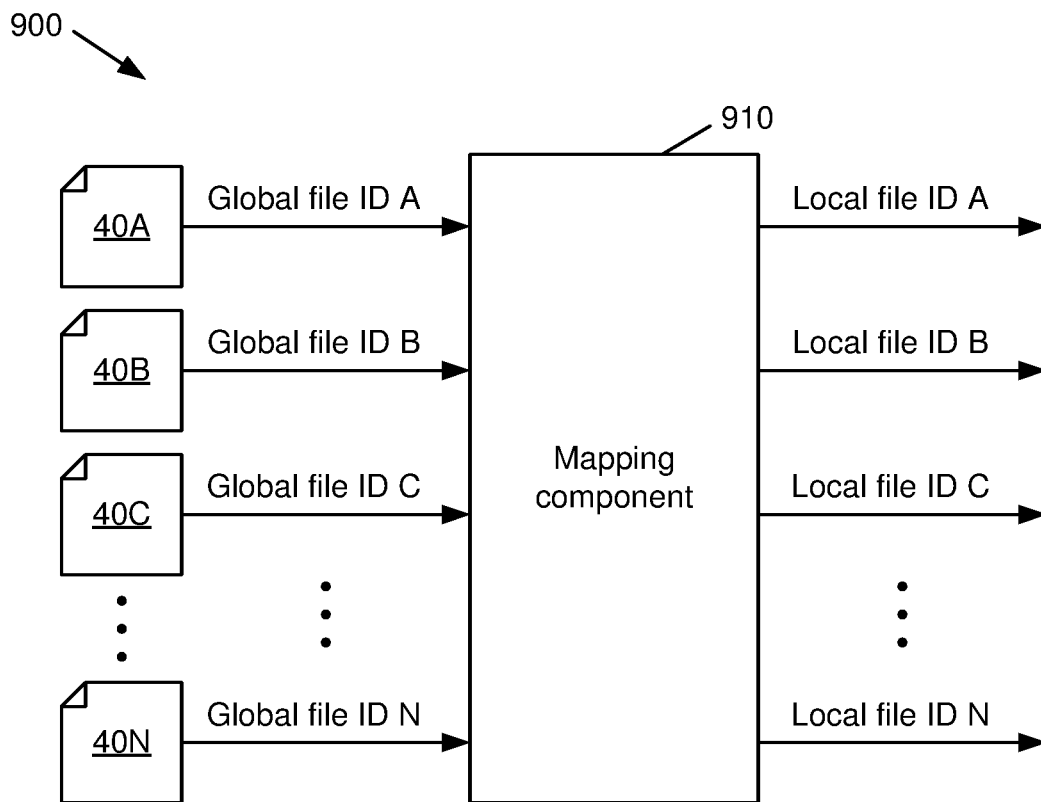 900
910
40A
Global file ID A
Local file ID A
40B
Global file ID B
Local file ID B
40C
Global file ID C
Local file ID C
Mapping
component
40N
Global file ID N
Local file ID N